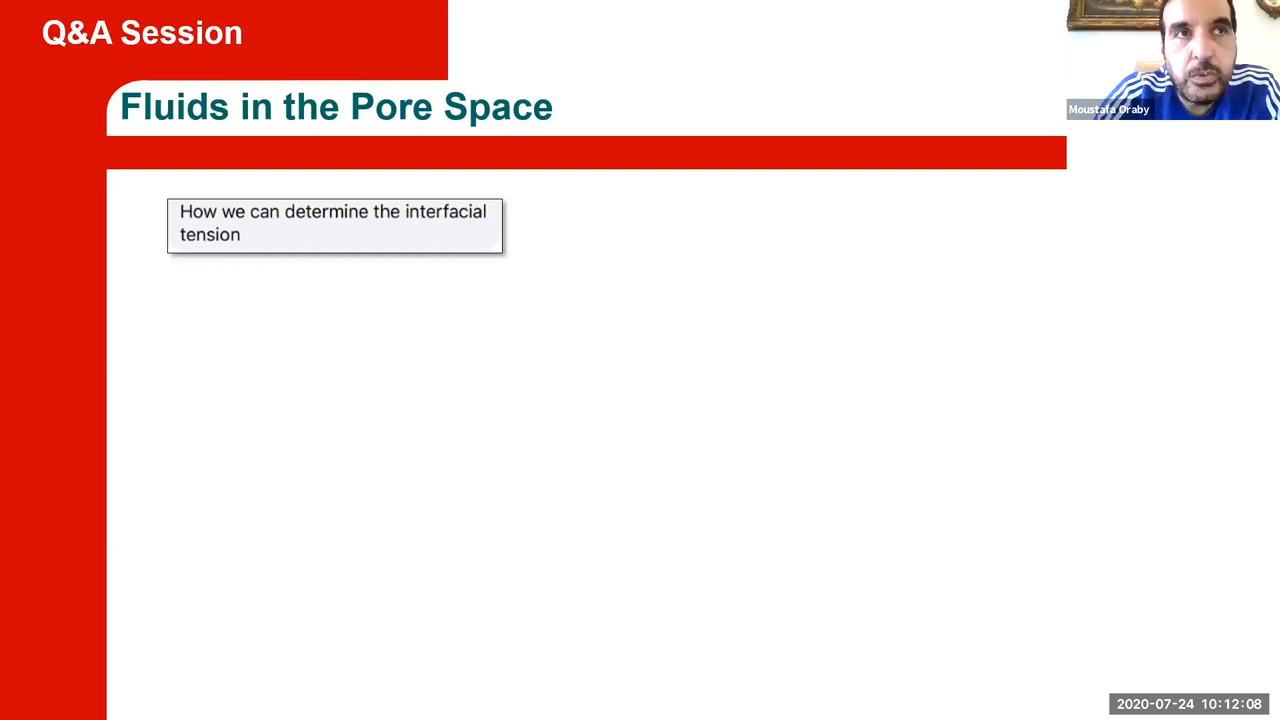 Q&A Session
Fluids in the Pore Space
How we can determine the interfacial
tension
Moustafa Oraby
2020-07-24 10:12:08